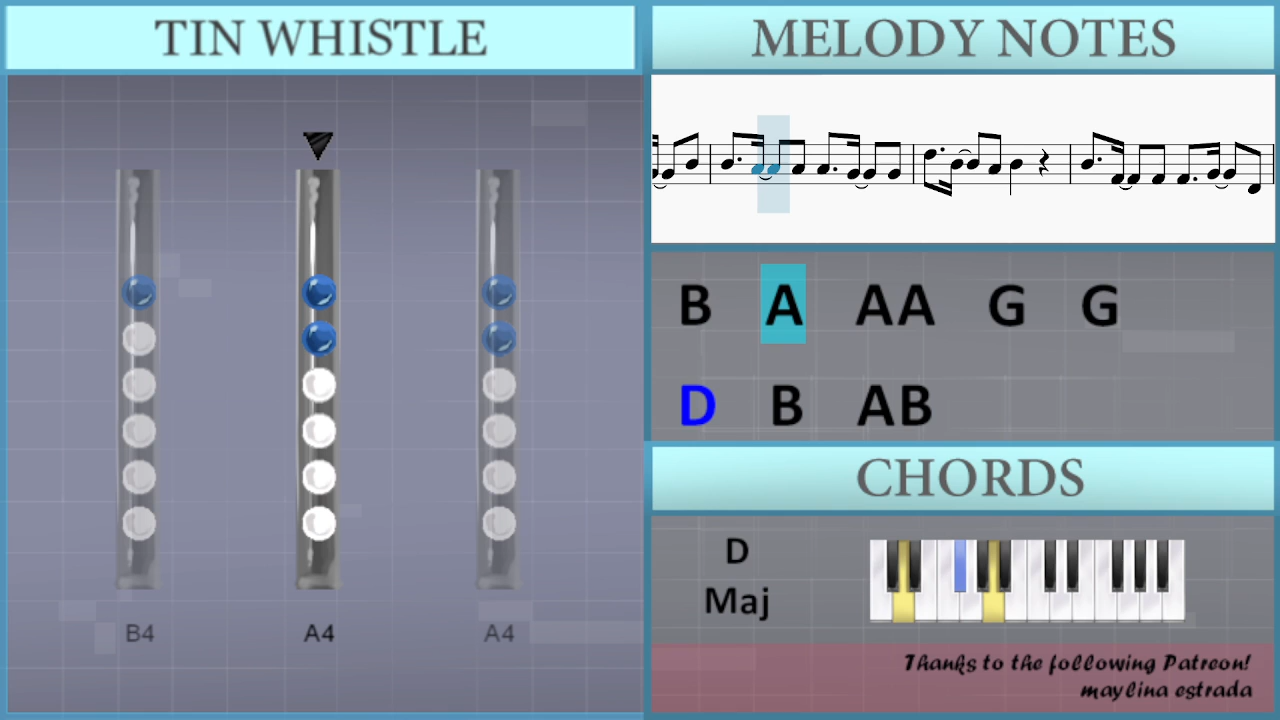 TIN WHISTLE
B4 A4 A4
MELODY NOTES
B A AA G G
D B AB
CHORDS
D
Maj
Thanks to the following Patreon!
maylina estrada